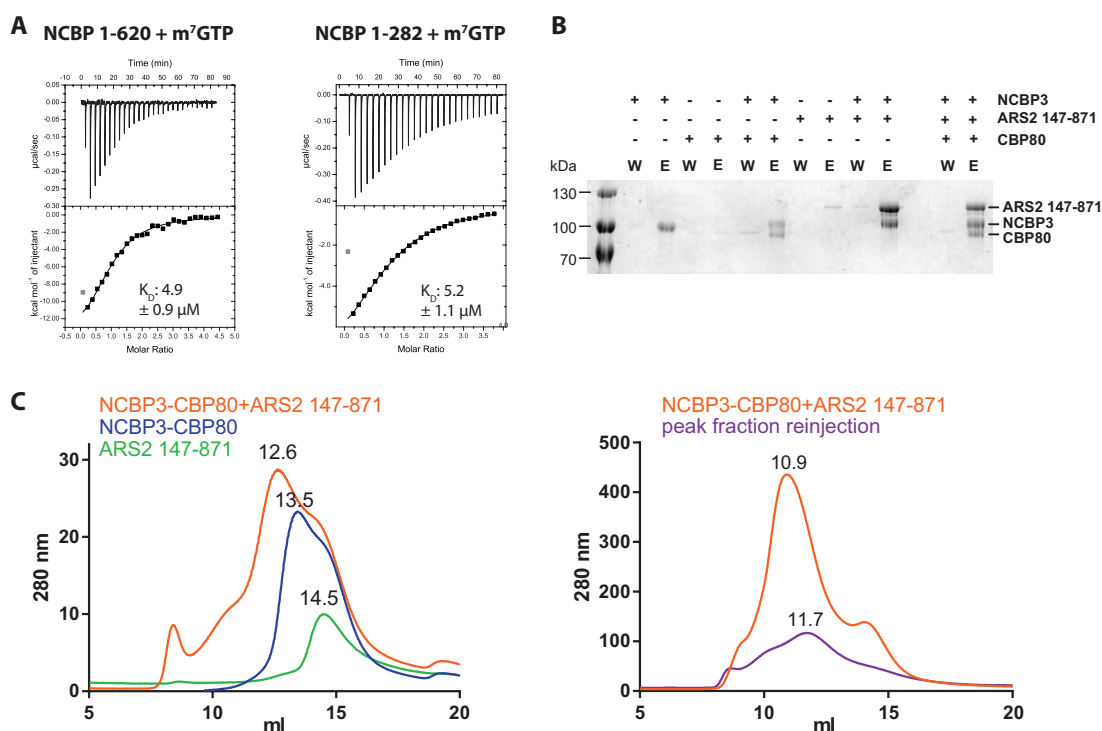 A
NCBP 1-620 + m⁷GTP
Time (min)
-10 0 10 20 30 40 50 60 70 80 90
0.05
0.00
-0.05
-0.10
-0.15
-0.20
-0.25
-0.30
µcal/sec
0.00
-2.00
-4.00
-6.00
-8.00
-10.00
-12.00
kcal mol⁻¹ of injectant
K_D: 4.9
± 0.9 µM
-0.5 0.0 0.5 1.0 1.5 2.0 2.5 3.0 3.5 4.0 4.5 5.0
Molar Ratio
NCBP 1-282 + m⁷GTP
Time (min)
0 10 20 30 40 50 60 70 80
0.00
-0.10
-0.20
-0.30
-0.40
µcal/sec
-2.00
-4.00
kcal mol⁻¹ of injectant
K_D: 5.2
± 1.1 µM
0.0 0.5 1.0 1.5 2.0 2.5 3.0 3.5 4.0
Molar Ratio
B
+ + - - + + - - + + + + NCBP3
- - - - - - + + + + + + ARS2 147-871
- - + + + + - - - - + + CBP80
kDa W E W E W E W E W E W E
130
100
70
ARS2 147-871
NCBP3
CBP80
C
NCBP3-CBP80+ARS2 147-871
NCBP3-CBP80
ARS2 147-871
12.6
13.5
14.5
30
20
10
0
280 nm
5 10 15 20
ml
NCBP3-CBP80+ARS2 147-871
peak fraction reinjection
10.9
11.7
500
400
300
200
100
0
280 nm
5 10 15 20
ml